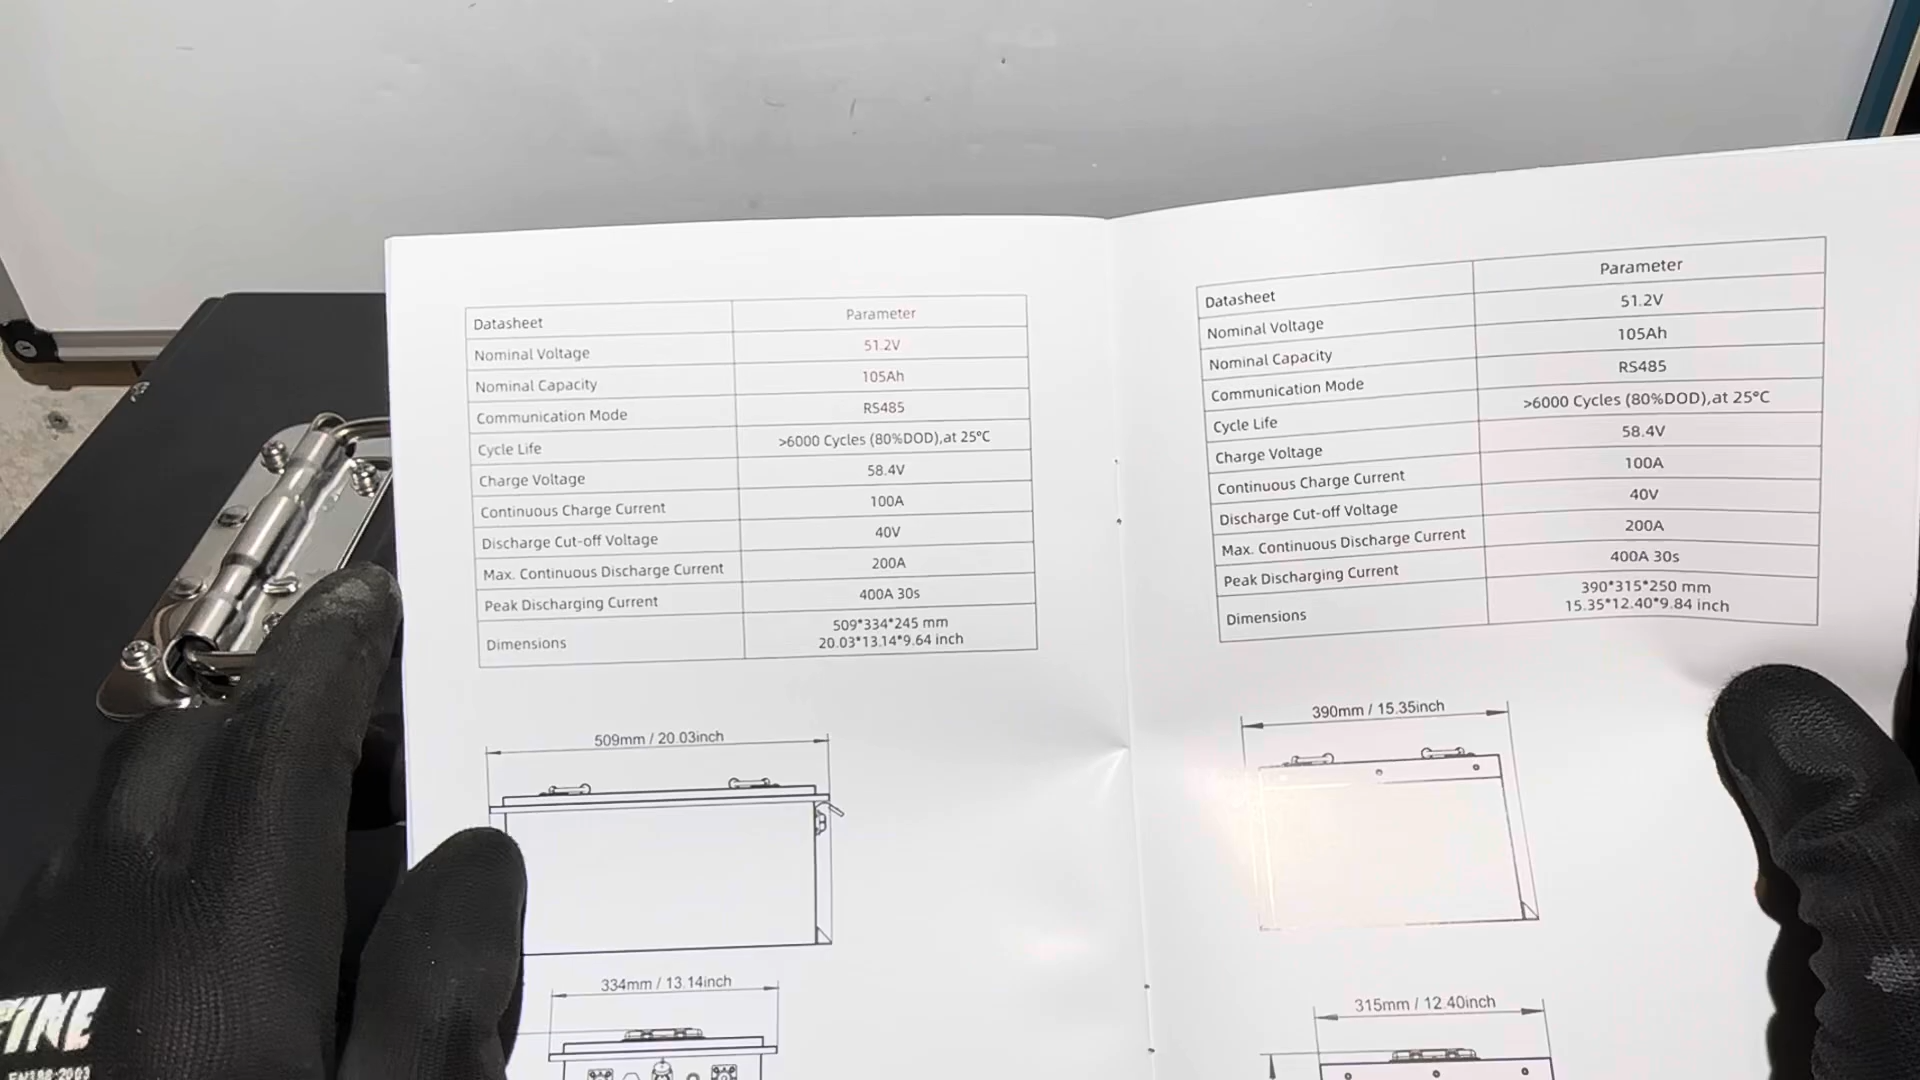 Datasheet Parameter
Nominal Voltage 51.2V
Nominal Capacity 105Ah
Communication Mode RS485
Cycle Life >6000 Cycles (80%DOD),at 25°C
Charge Voltage 58.4V
Continuous Charge Current 100A
Discharge Cut-off Voltage 40V
Max. Continuous Discharge Current 200A
Peak Discharging Current 400A 30s
Dimensions 509*334*245 mm
20.03*13.14*9.64 inch
509mm / 20.03inch
334mm / 13.14inch
Datasheet Parameter
Nominal Voltage 51.2V
Nominal Capacity 105Ah
Communication Mode RS485
Cycle Life >6000 Cycles (80%DOD),at 25°C
Charge Voltage 58.4V
Continuous Charge Current 100A
Discharge Cut-off Voltage 40V
Max. Continuous Discharge Current 200A
Peak Discharging Current 400A 30s
Dimensions 390*315*250 mm
15.35*12.40*9.84 inch
390mm / 15.35inch
315mm / 12.40inch